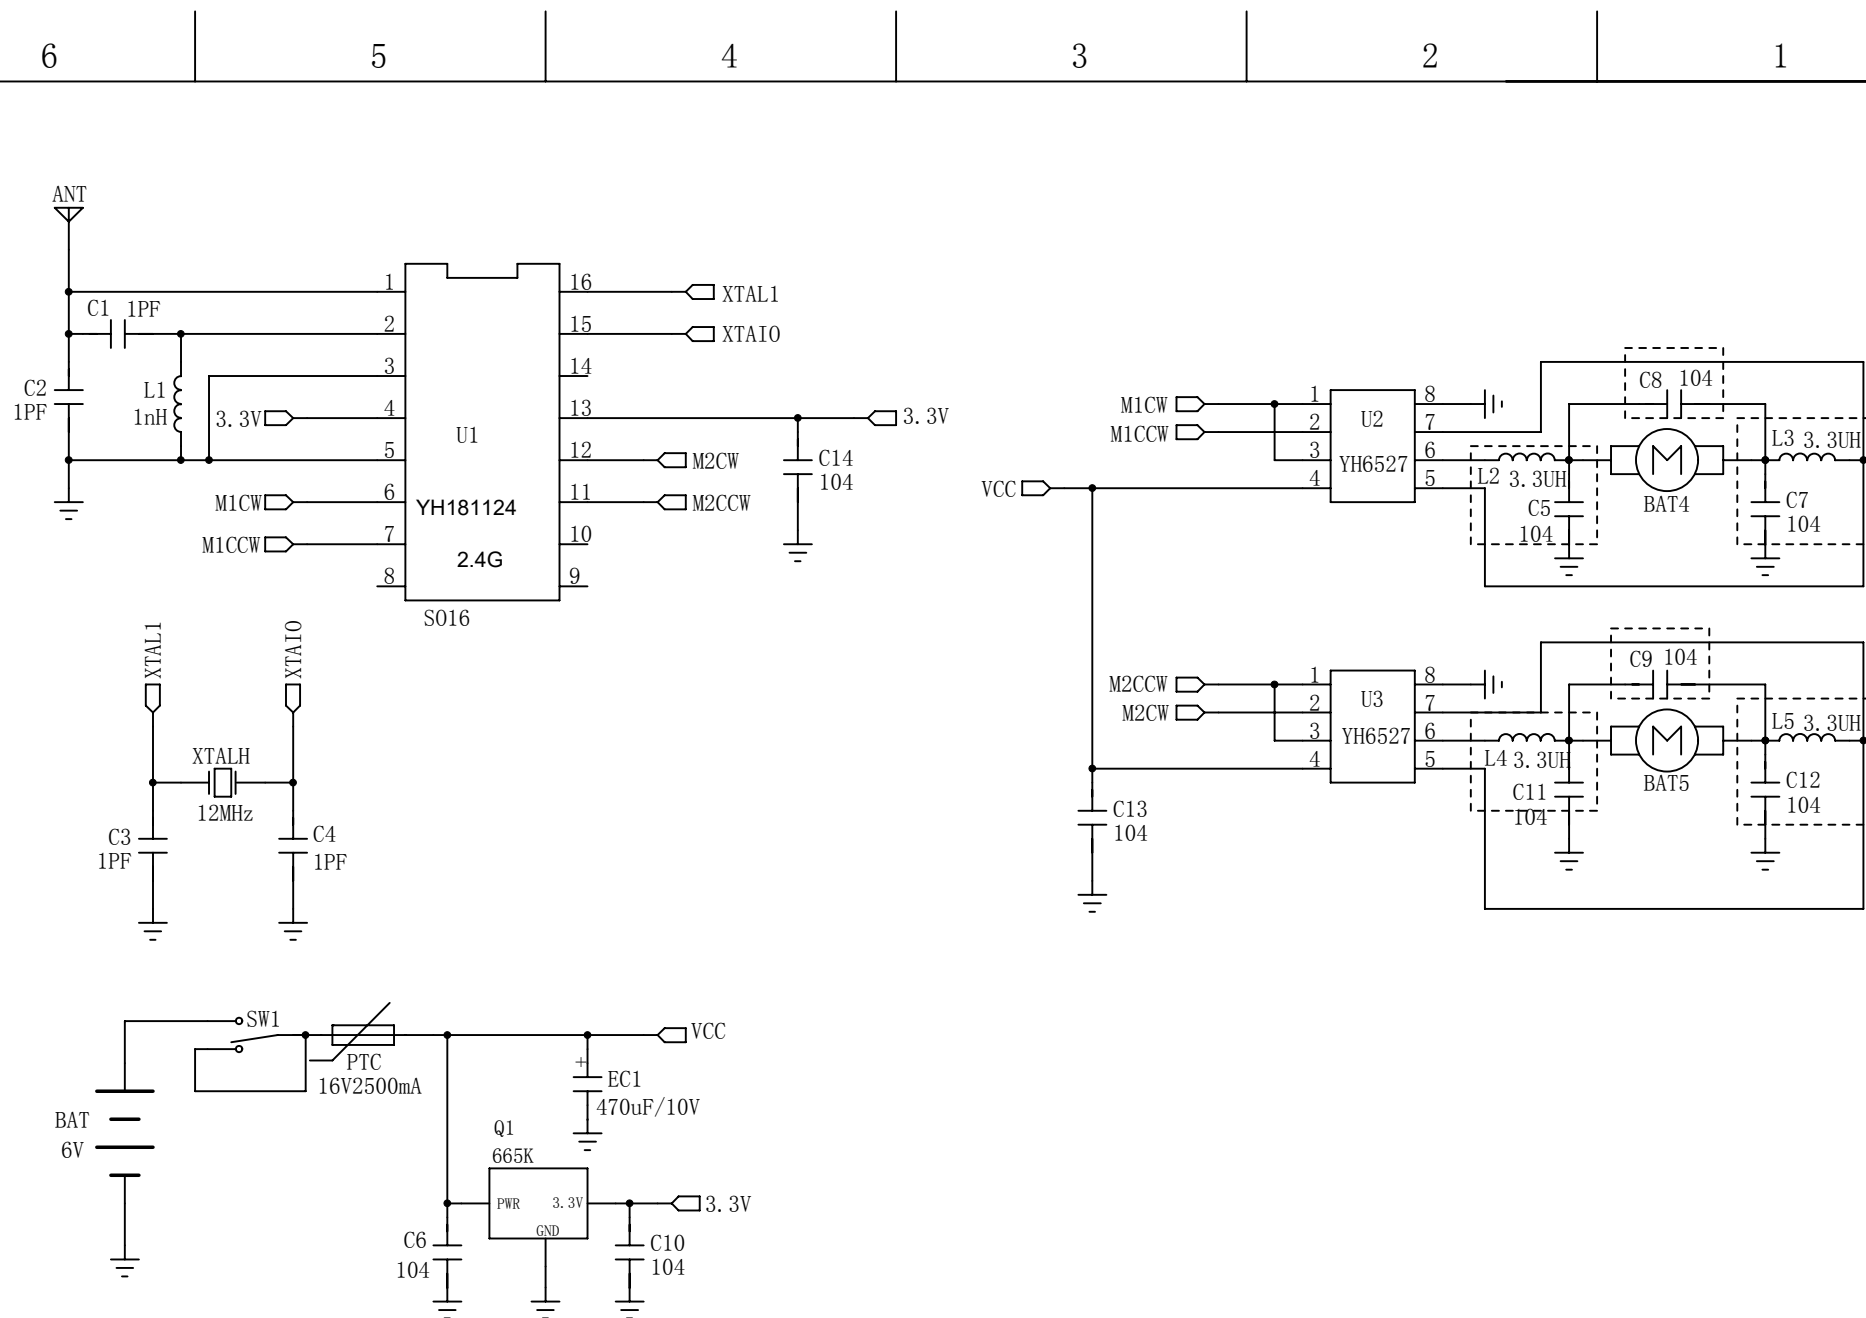 6 5 4 3 2 1
ANT
C1 1PF
C2
1PF
L1
1nH
3.3V
M1CW
M1CCW
1
2
3
4
5
6
7
8
U1
YH181124
2.4G
SO16
16
15
14
13
12
11
10
9
XTAL1
XTAIO
3.3V
M2CW
M2CCW
C14
104
XTAL1
XTAIO
XTALH
12MHz
C3
1PF
C4
1PF
M1CW
M1CCW
VCC
1
2
3
4
U2
YH6527
8
7
6
5
C8 104
L2 3.3UH
C5
104
BAT4
L3 3.3UH
C7
104
M2CCW
M2CW
1
2
3
4
U3
YH6527
8
7
6
5
C9 104
L4 3.3UH
C11
104
BAT5
L5 3.3UH
C12
104
C13
104
SW1
PTC
16V2500mA
VCC
+
EC1
470uF/10V
BAT
6V
Q1
665K
PWR 3.3V
GND
3.3V
C6
104
C10
104